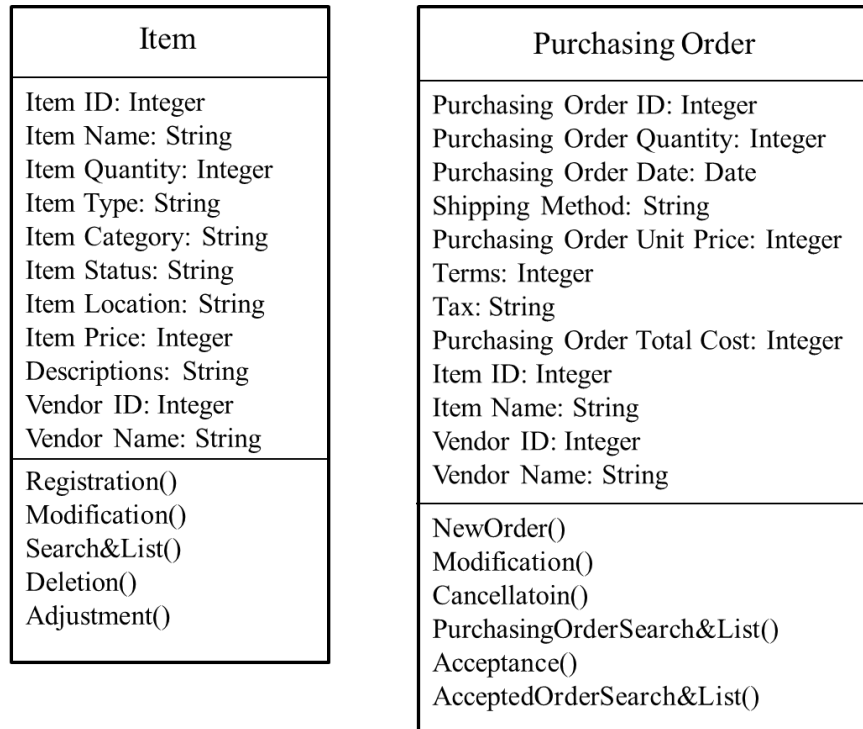 Item
Item ID: Integer
Item Name: String
Item Quantity: Integer
Item Type: String
Item Category: String
Item Status: String
Item Location: String
Item Price: Integer
Descriptions: String
Vendor ID: Integer
Vendor Name: String
Registration()
Modification()
Search&List()
Deletion()
Adjustment()
Purchasing Order
Purchasing Order ID: Integer
Purchasing Order Quantity: Integer
Purchasing Order Date: Date
Shipping Method: String
Purchasing Order Unit Price: Integer
Terms: Integer
Tax: String
Purchasing Order Total Cost: Integer
Item ID: Integer
Item Name: String
Vendor ID: Integer
Vendor Name: String
NewOrder()
Modification()
Cancellatoin()
PurchasingOrderSearch&List()
Acceptance()
AcceptedOrderSearch&List()